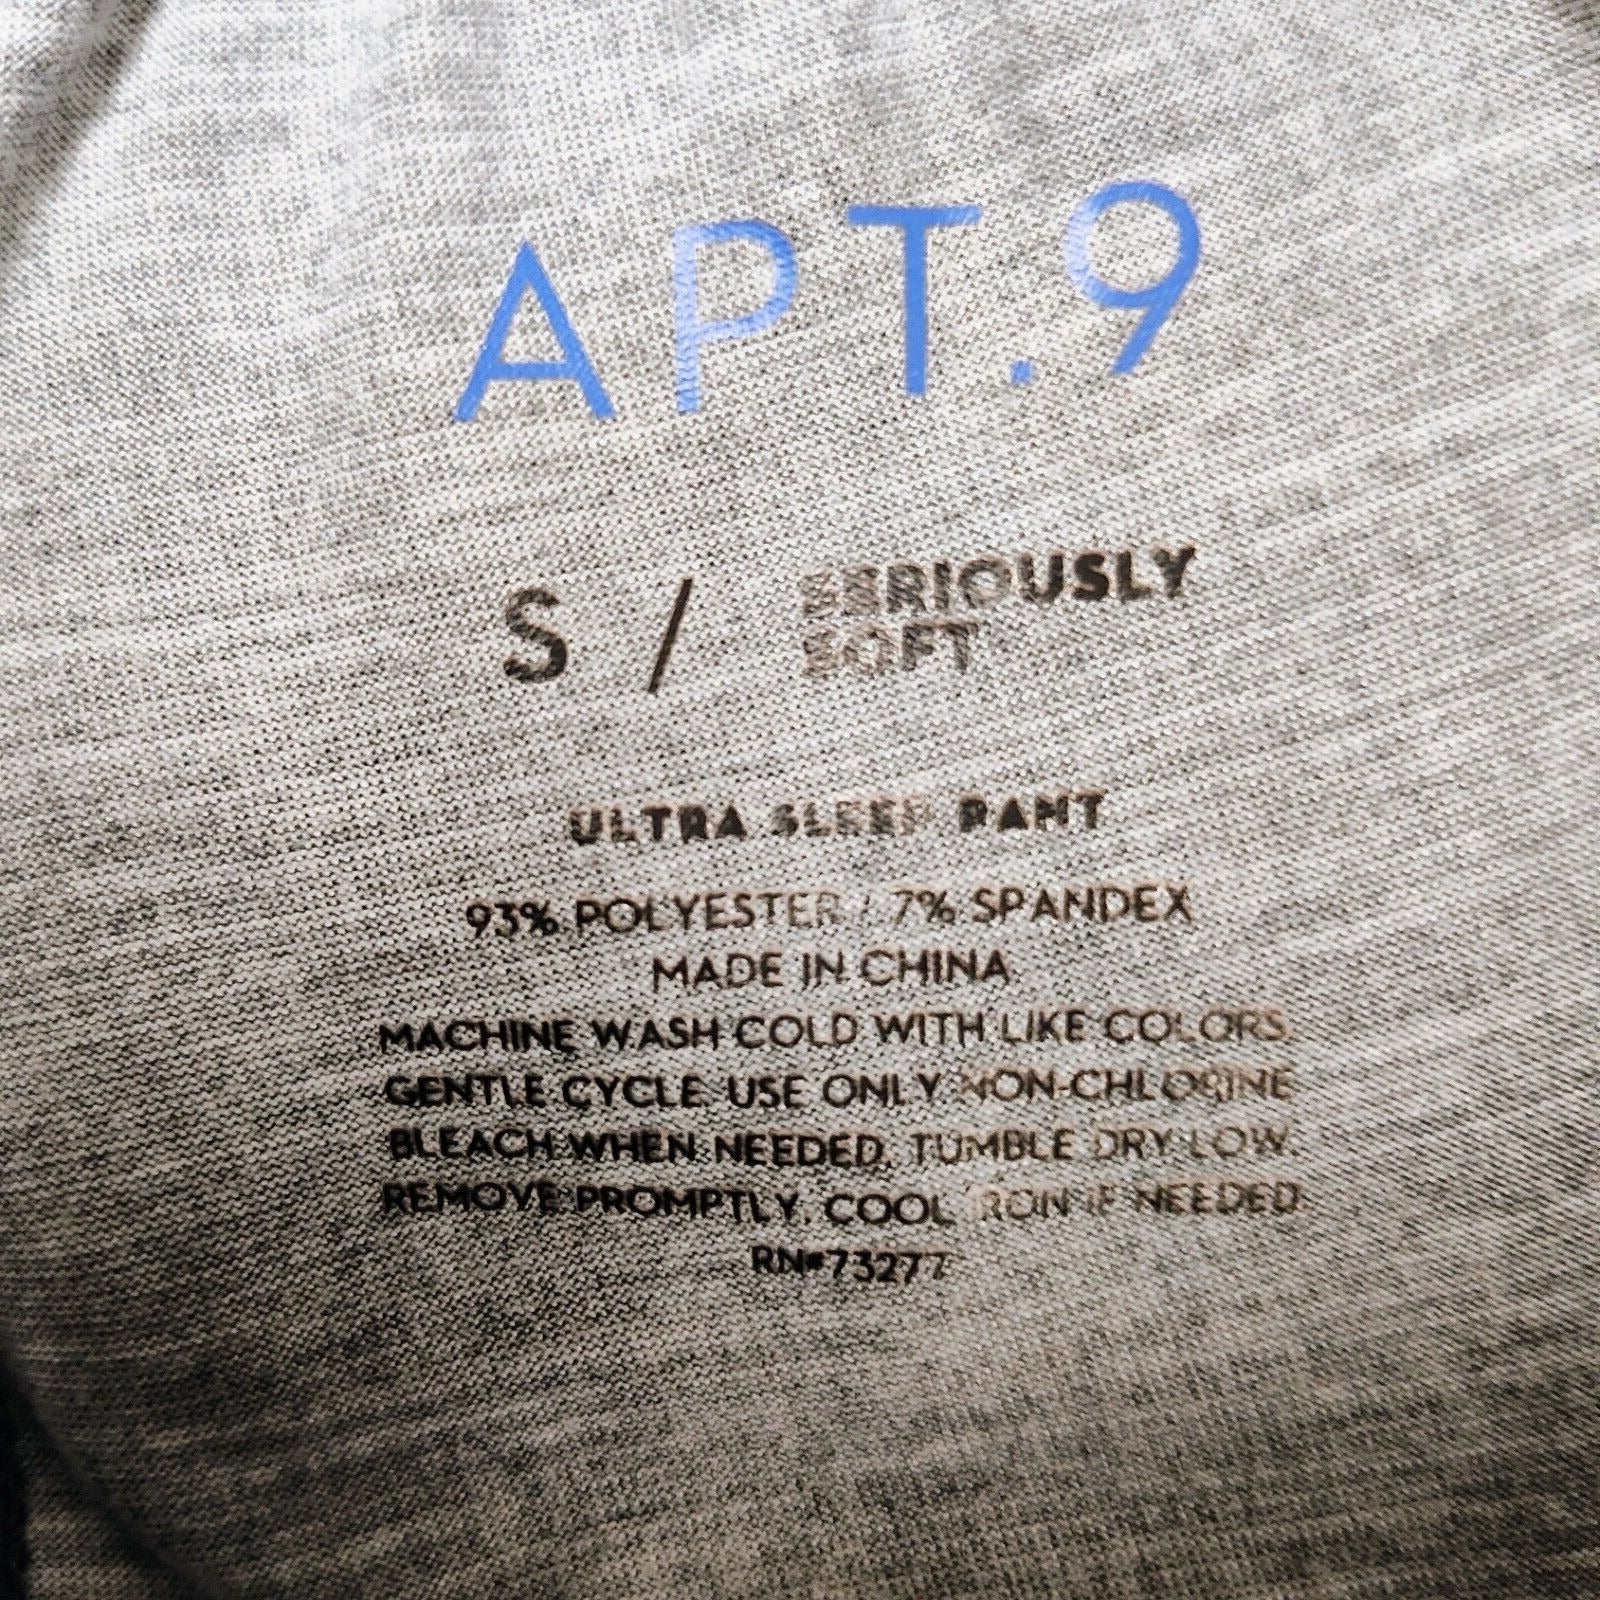 APT.9
S / SERIOUSLY
SOFT
ULTRA SLEEP PANT
93% POLYESTER / 7% SPANDEX
MADE IN CHINA
MACHINE WASH COLD WITH LIKE COLORS.
GENTLE CYCLE. USE ONLY NON-CHLORINE
BLEACH WHEN NEEDED. TUMBLE DRY LOW.
REMOVE PROMPTLY. COOL IRON IF NEEDED.
RN#73277